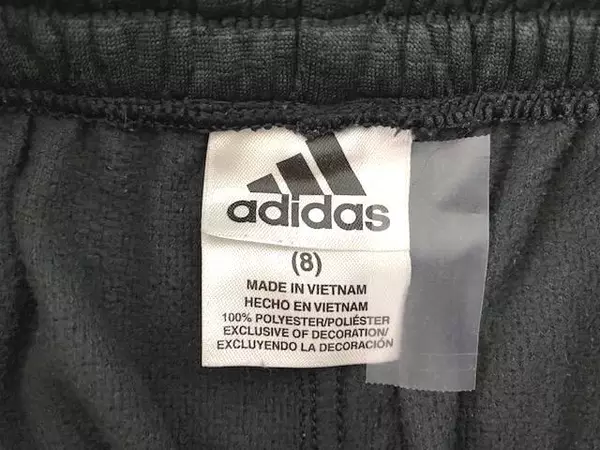 adidas
(8)
MADE IN VIETNAM
HECHO EN VIETNAM
100% POLYESTER/POLIÉSTER
EXCLUSIVE OF DECORATION/
EXCLUYENDO LA DECORACIÓN